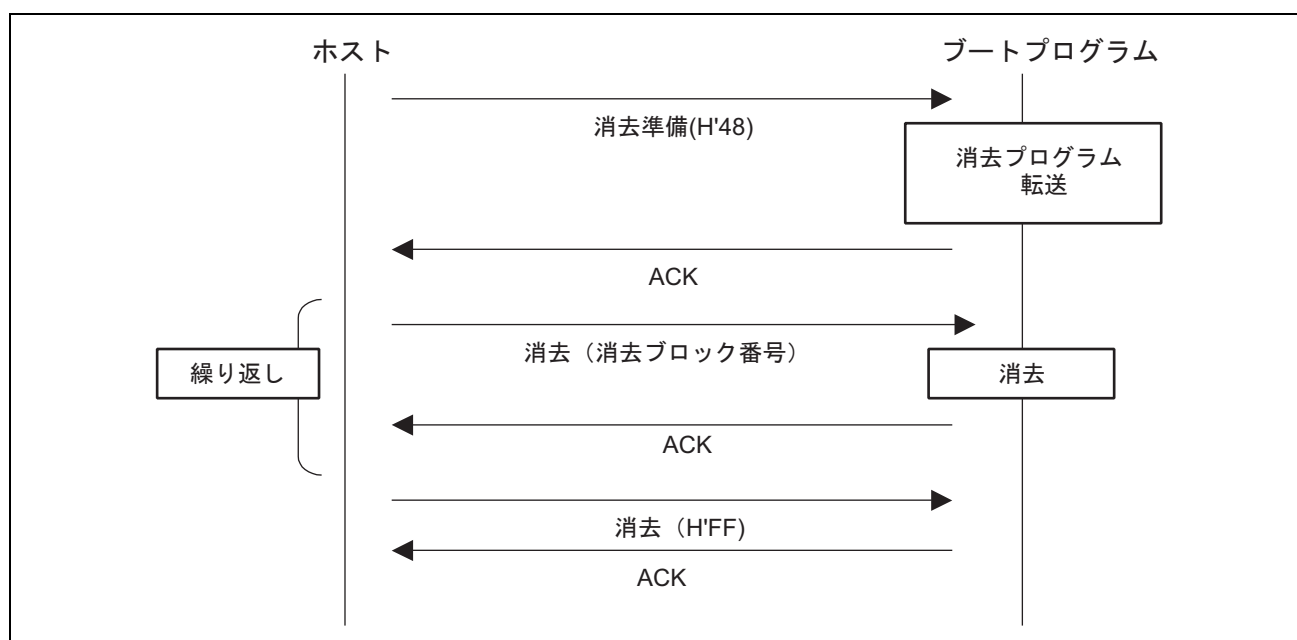 ホスト
ブートプログラム
消去準備(H'48)
消去プログラム
転送
ACK
消去（消去ブロック番号）
繰り返し
消去
ACK
消去（H'FF)
ACK